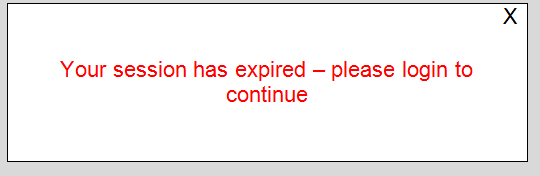 X
Your session has expired – please login to
continue